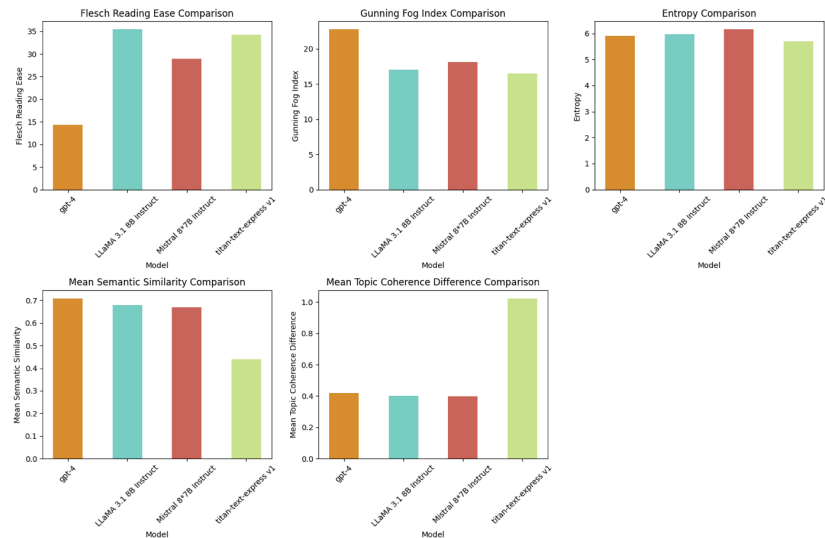 Flesch Reading Ease Comparison
Flesch Reading Ease
35
30
25
20
15
10
5
0
gpt-4
LLaMA 3.1 8B Instruct
Mistral 8*7B Instruct
titan-text-express v1
Model
Gunning Fog Index Comparison
Gunning Fog Index
20
15
10
5
0
gpt-4
LLaMA 3.1 8B Instruct
Mistral 8*7B Instruct
titan-text-express v1
Model
Entropy Comparison
Entropy
6
5
4
3
2
1
0
gpt-4
LLaMA 3.1 8B Instruct
Mistral 8*7B Instruct
titan-text-express v1
Model
Mean Semantic Similarity Comparison
Mean Semantic Similarity
0.7
0.6
0.5
0.4
0.3
0.2
0.1
0.0
gpt-4
LLaMA 3.1 8B Instruct
Mistral 8*7B Instruct
titan-text-express v1
Model
Mean Topic Coherence Difference Comparison
Mean Topic Coherence Difference
1.0
0.8
0.6
0.4
0.2
0.0
gpt-4
LLaMA 3.1 8B Instruct
Mistral 8*7B Instruct
titan-text-express v1
Model